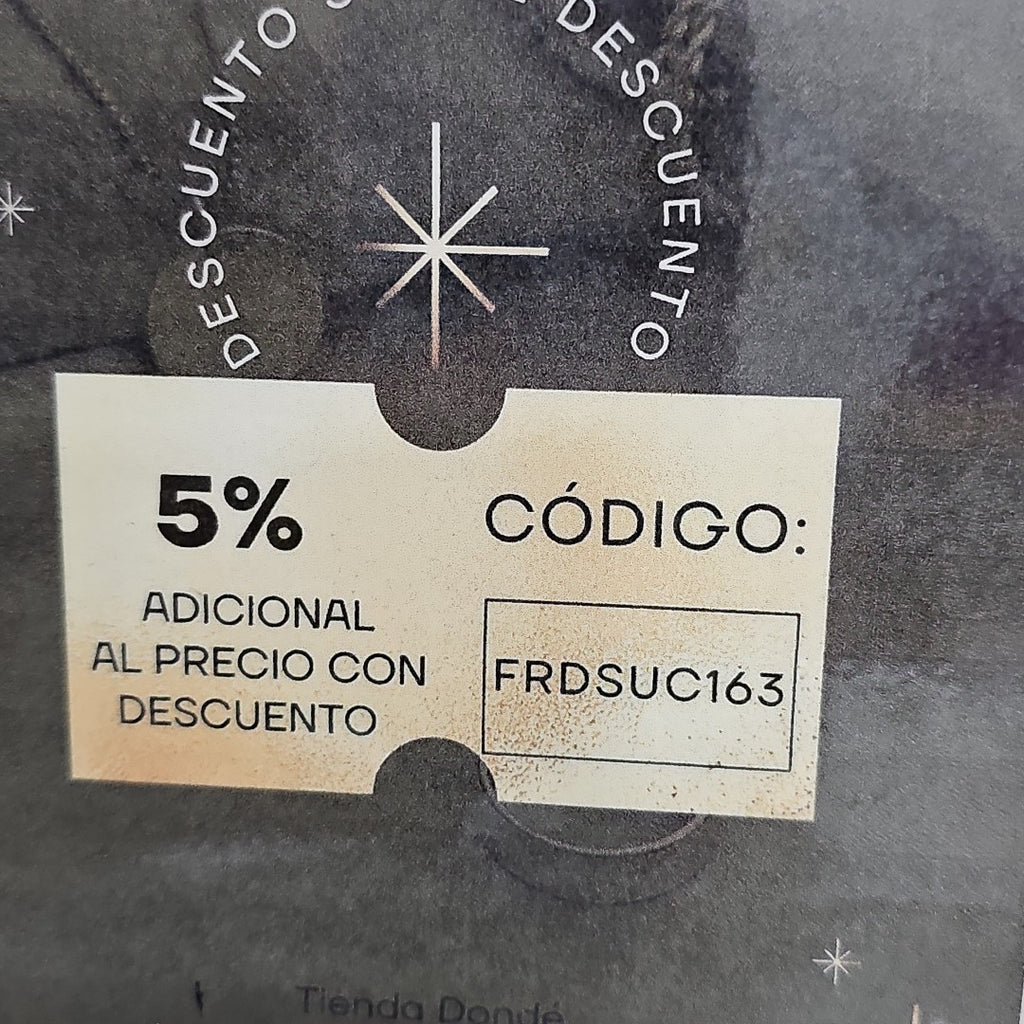 DESCUENTO
DESCUENTO
5%
ADICIONAL
AL PRECIO CON
DESCUENTO
CÓDIGO:
FRDSUC163
Tienda Dondé